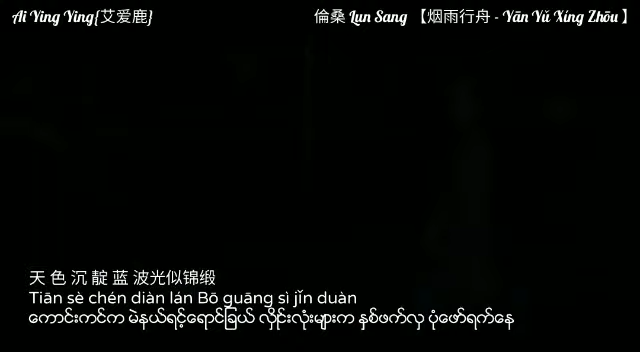 Ai Ying Ying{艾爱鹿}
倫桑 Lun Sang 【烟雨行舟 - Yān Yǔ Xíng Zhōu】
天 色 沉 靛 蓝 波光似锦缎
Tiān sè chén diàn lán Bō guāng sì jǐn duàn
ကောင်းကင်က မဲနယ်ရင့်ရောင်ခြယ် လှိုင်းလုံးများက နှစ်ဖက်လှ ပုံဖော်ရက်နေ